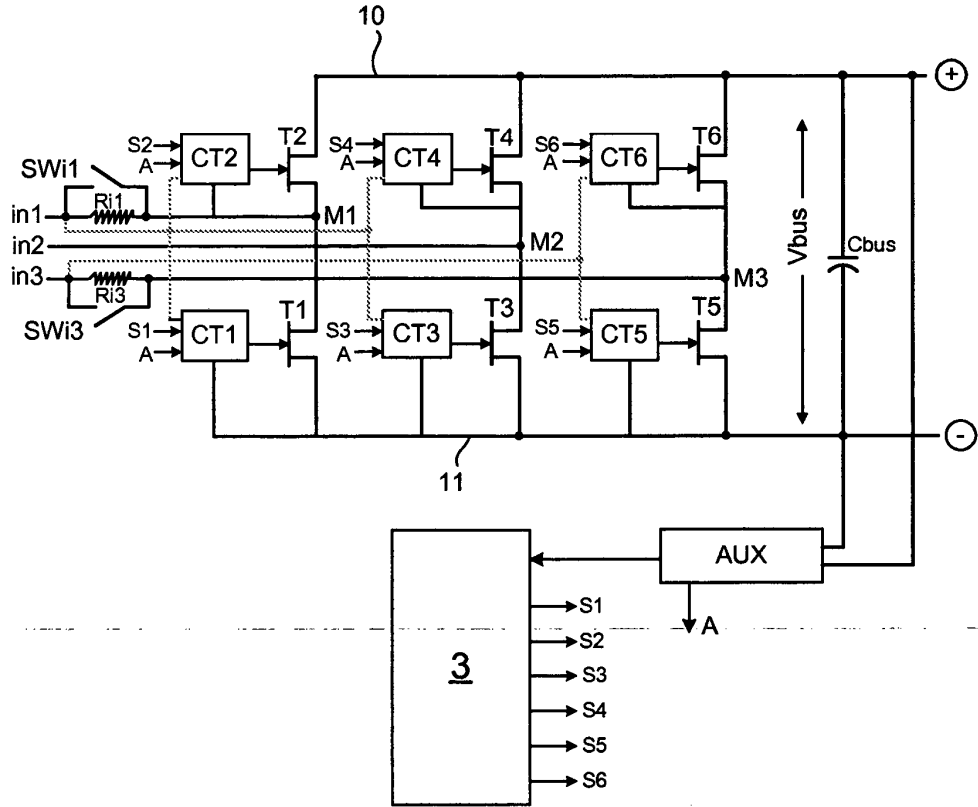 10
+
S2
A
CT2
T2
S4
A
CT4
T4
S6
A
CT6
T6
SWi1
Ri1
in1
M1
in2
M2
in3
Ri3
M3
SWi3
Vbus
Cbus
S1
A
CT1
T1
S3
A
CT3
T3
S5
A
CT5
T5
-
11
AUX
A
3
S1
S2
S3
S4
S5
S6